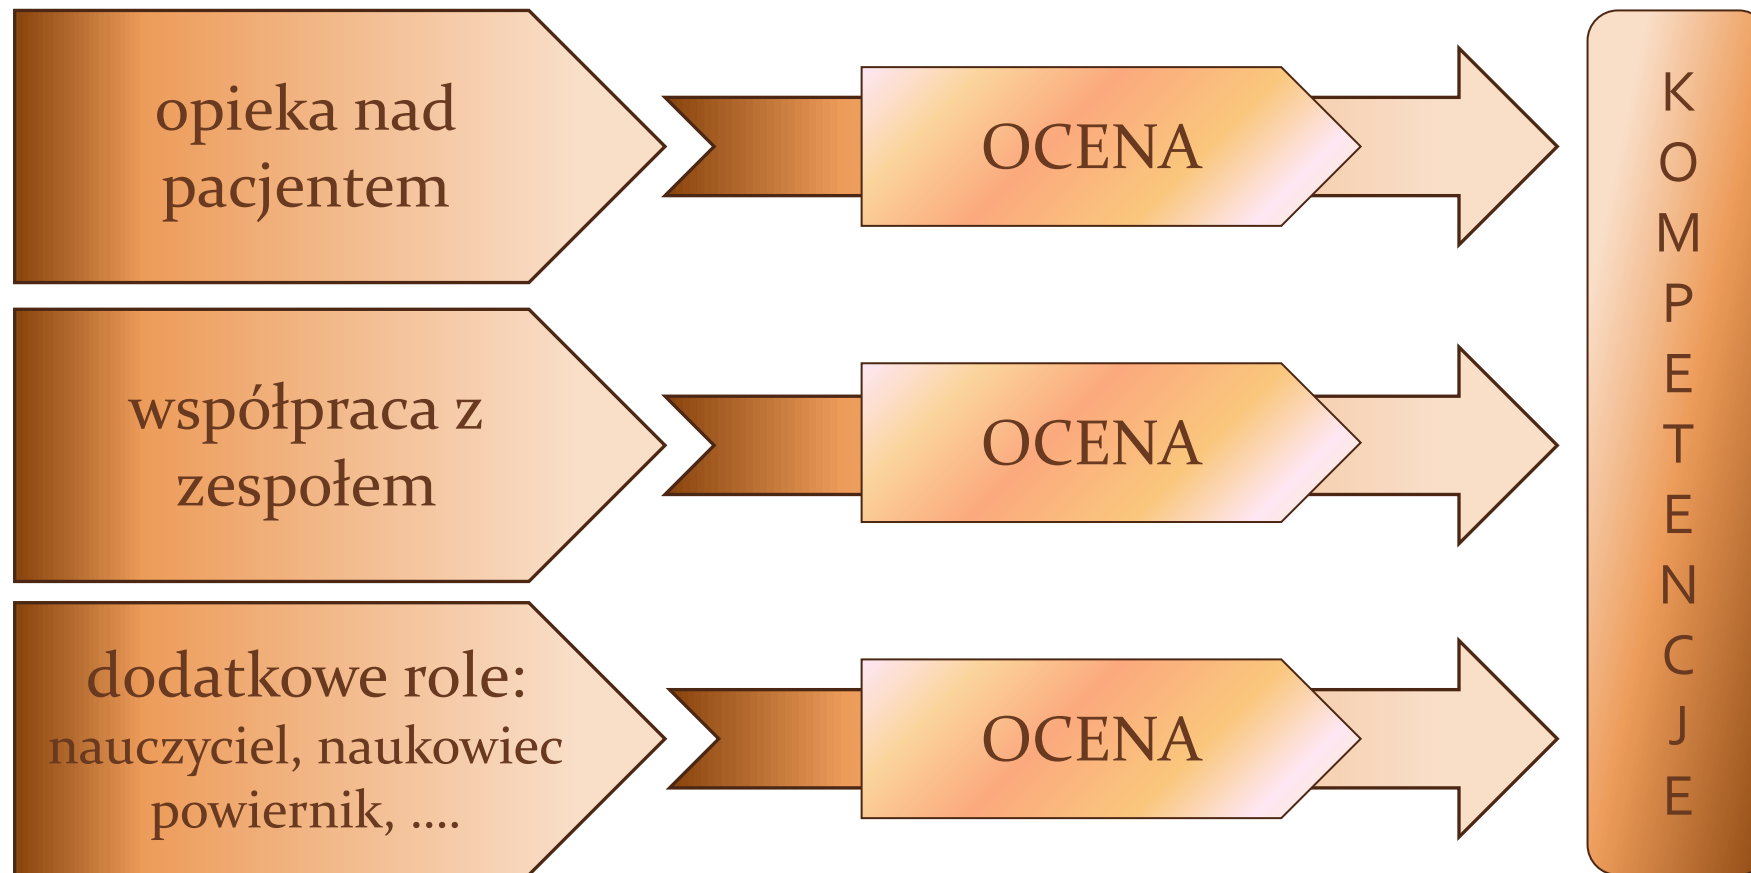 opieka nad
pacjentem
OCENA
współpraca z
zespołem
OCENA
dodatkowe role:
nauczyciel, naukowiec
powiernik, ....
OCENA
K
O
M
P
E
T
E
N
C
J
E